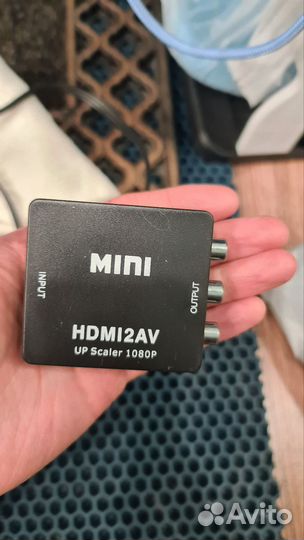 MINI
INPUT
OUTPUT
HDMI2AV
UP Scaler 1080P
Avito